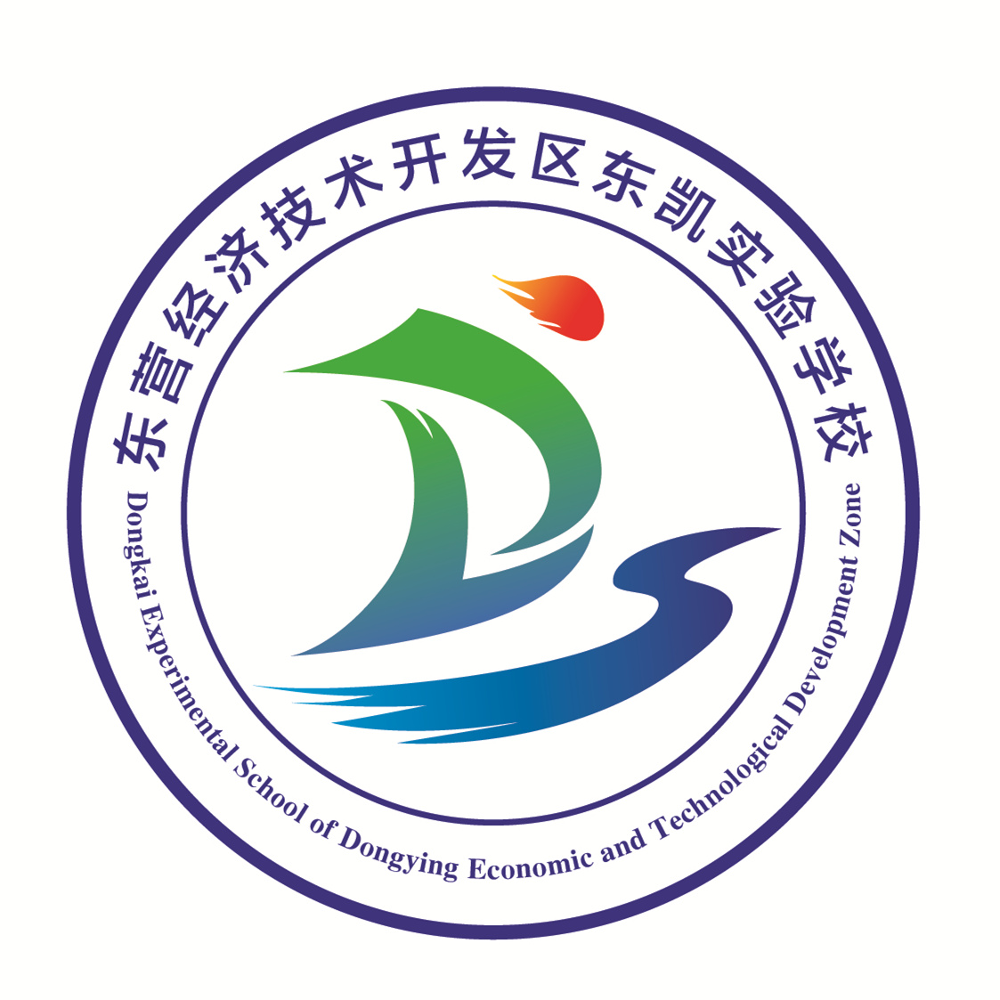 东营经济技术开发区东凯实验学校
Dongkai Experimental School of Dongying Economic and Technological Development Zone